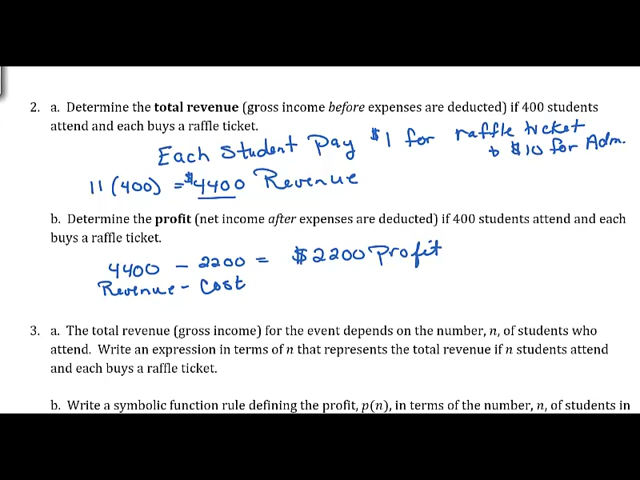 2. a. Determine the total revenue (gross income before expenses are deducted) if 400 students
attend and each buys a raffle ticket.
Each Student Pay $1 for raffle ticket
+ $10 for Adm.
11 (400) = $4400 Revenue
b. Determine the profit (net income after expenses are deducted) if 400 students attend and each
buys a raffle ticket.
4400 - 2200 = $2200 Profit
Revenue - Cost
3. a. The total revenue (gross income) for the event depends on the number, n, of students who
attend. Write an expression in terms of n that represents the total revenue if n students attend
and each buys a raffle ticket.
b. Write a symbolic function rule defining the profit, p(n), in terms of the number, n, of students in